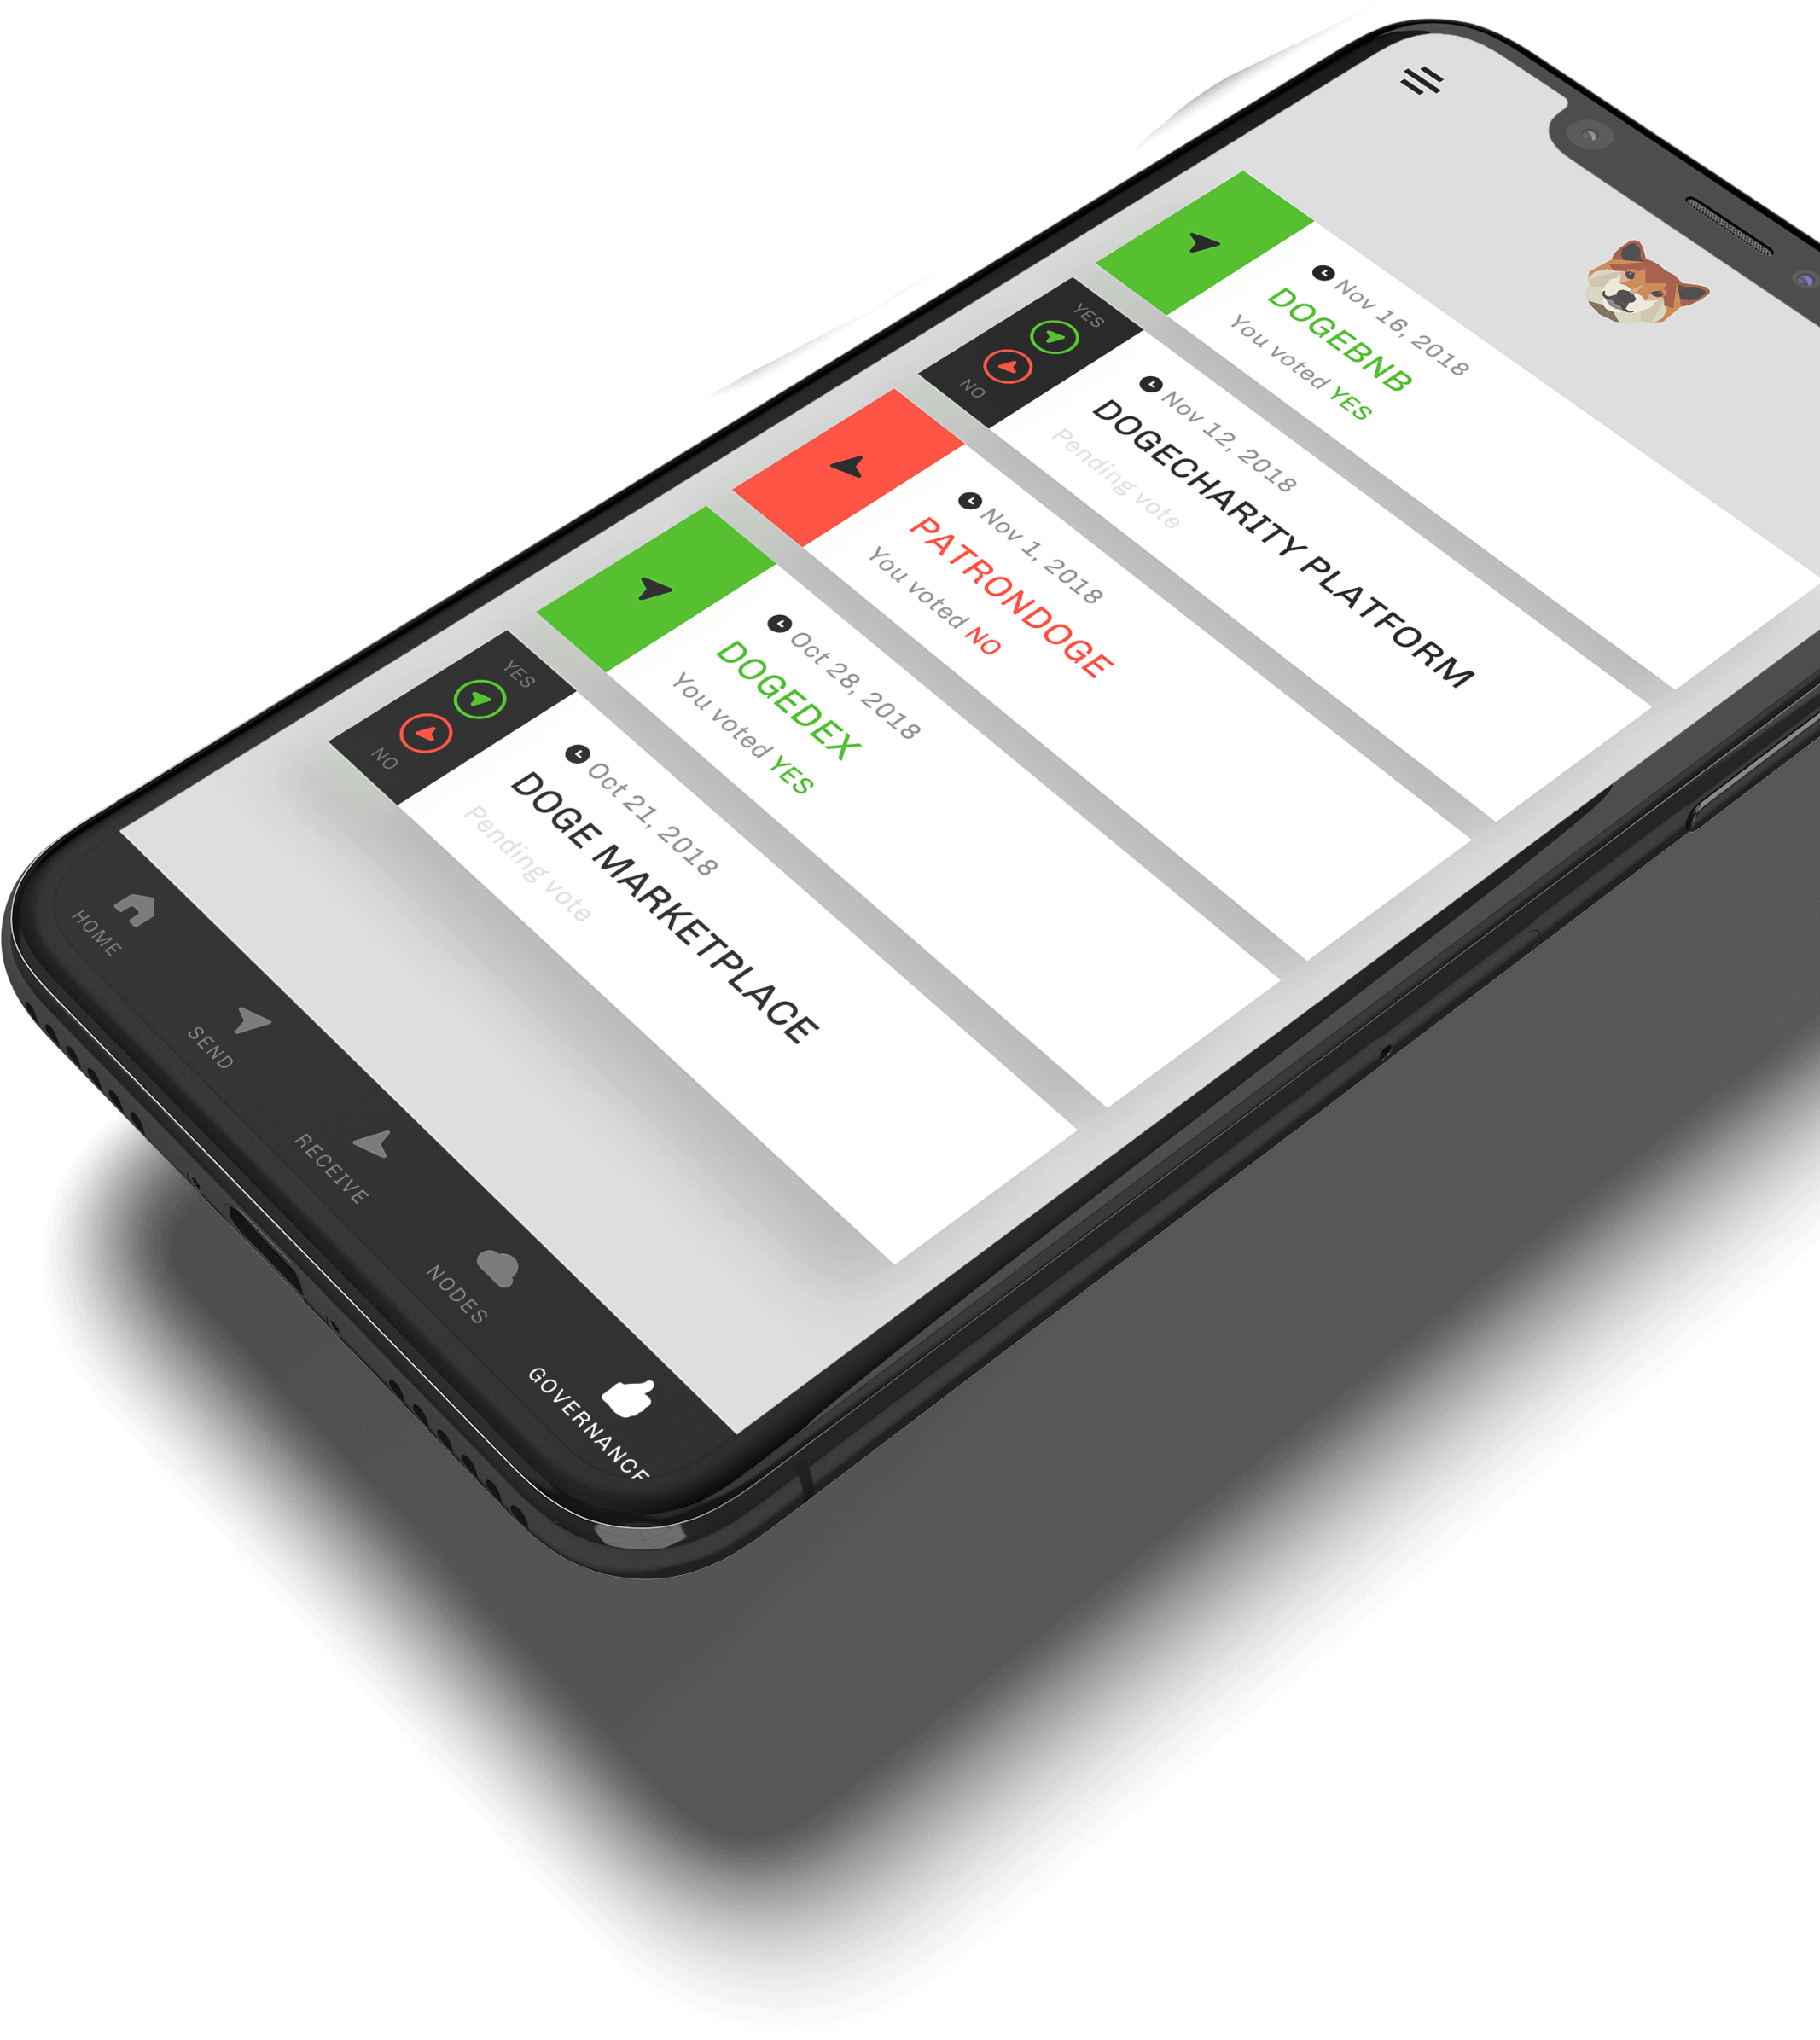 Nov 16, 2018
DOGEBNB
You voted YES
YES
NO
Nov 12, 2018
DOGECHARITY PLATFORM
Pending vote
Nov 1, 2018
PATRONDOGE
You voted NO
Oct 28, 2018
DOGEDEX
You voted YES
YES
NO
Oct 21, 2018
DOGE MARKETPLACE
Pending vote
HOME
SEND
RECEIVE
NODES
GOVERNANCE